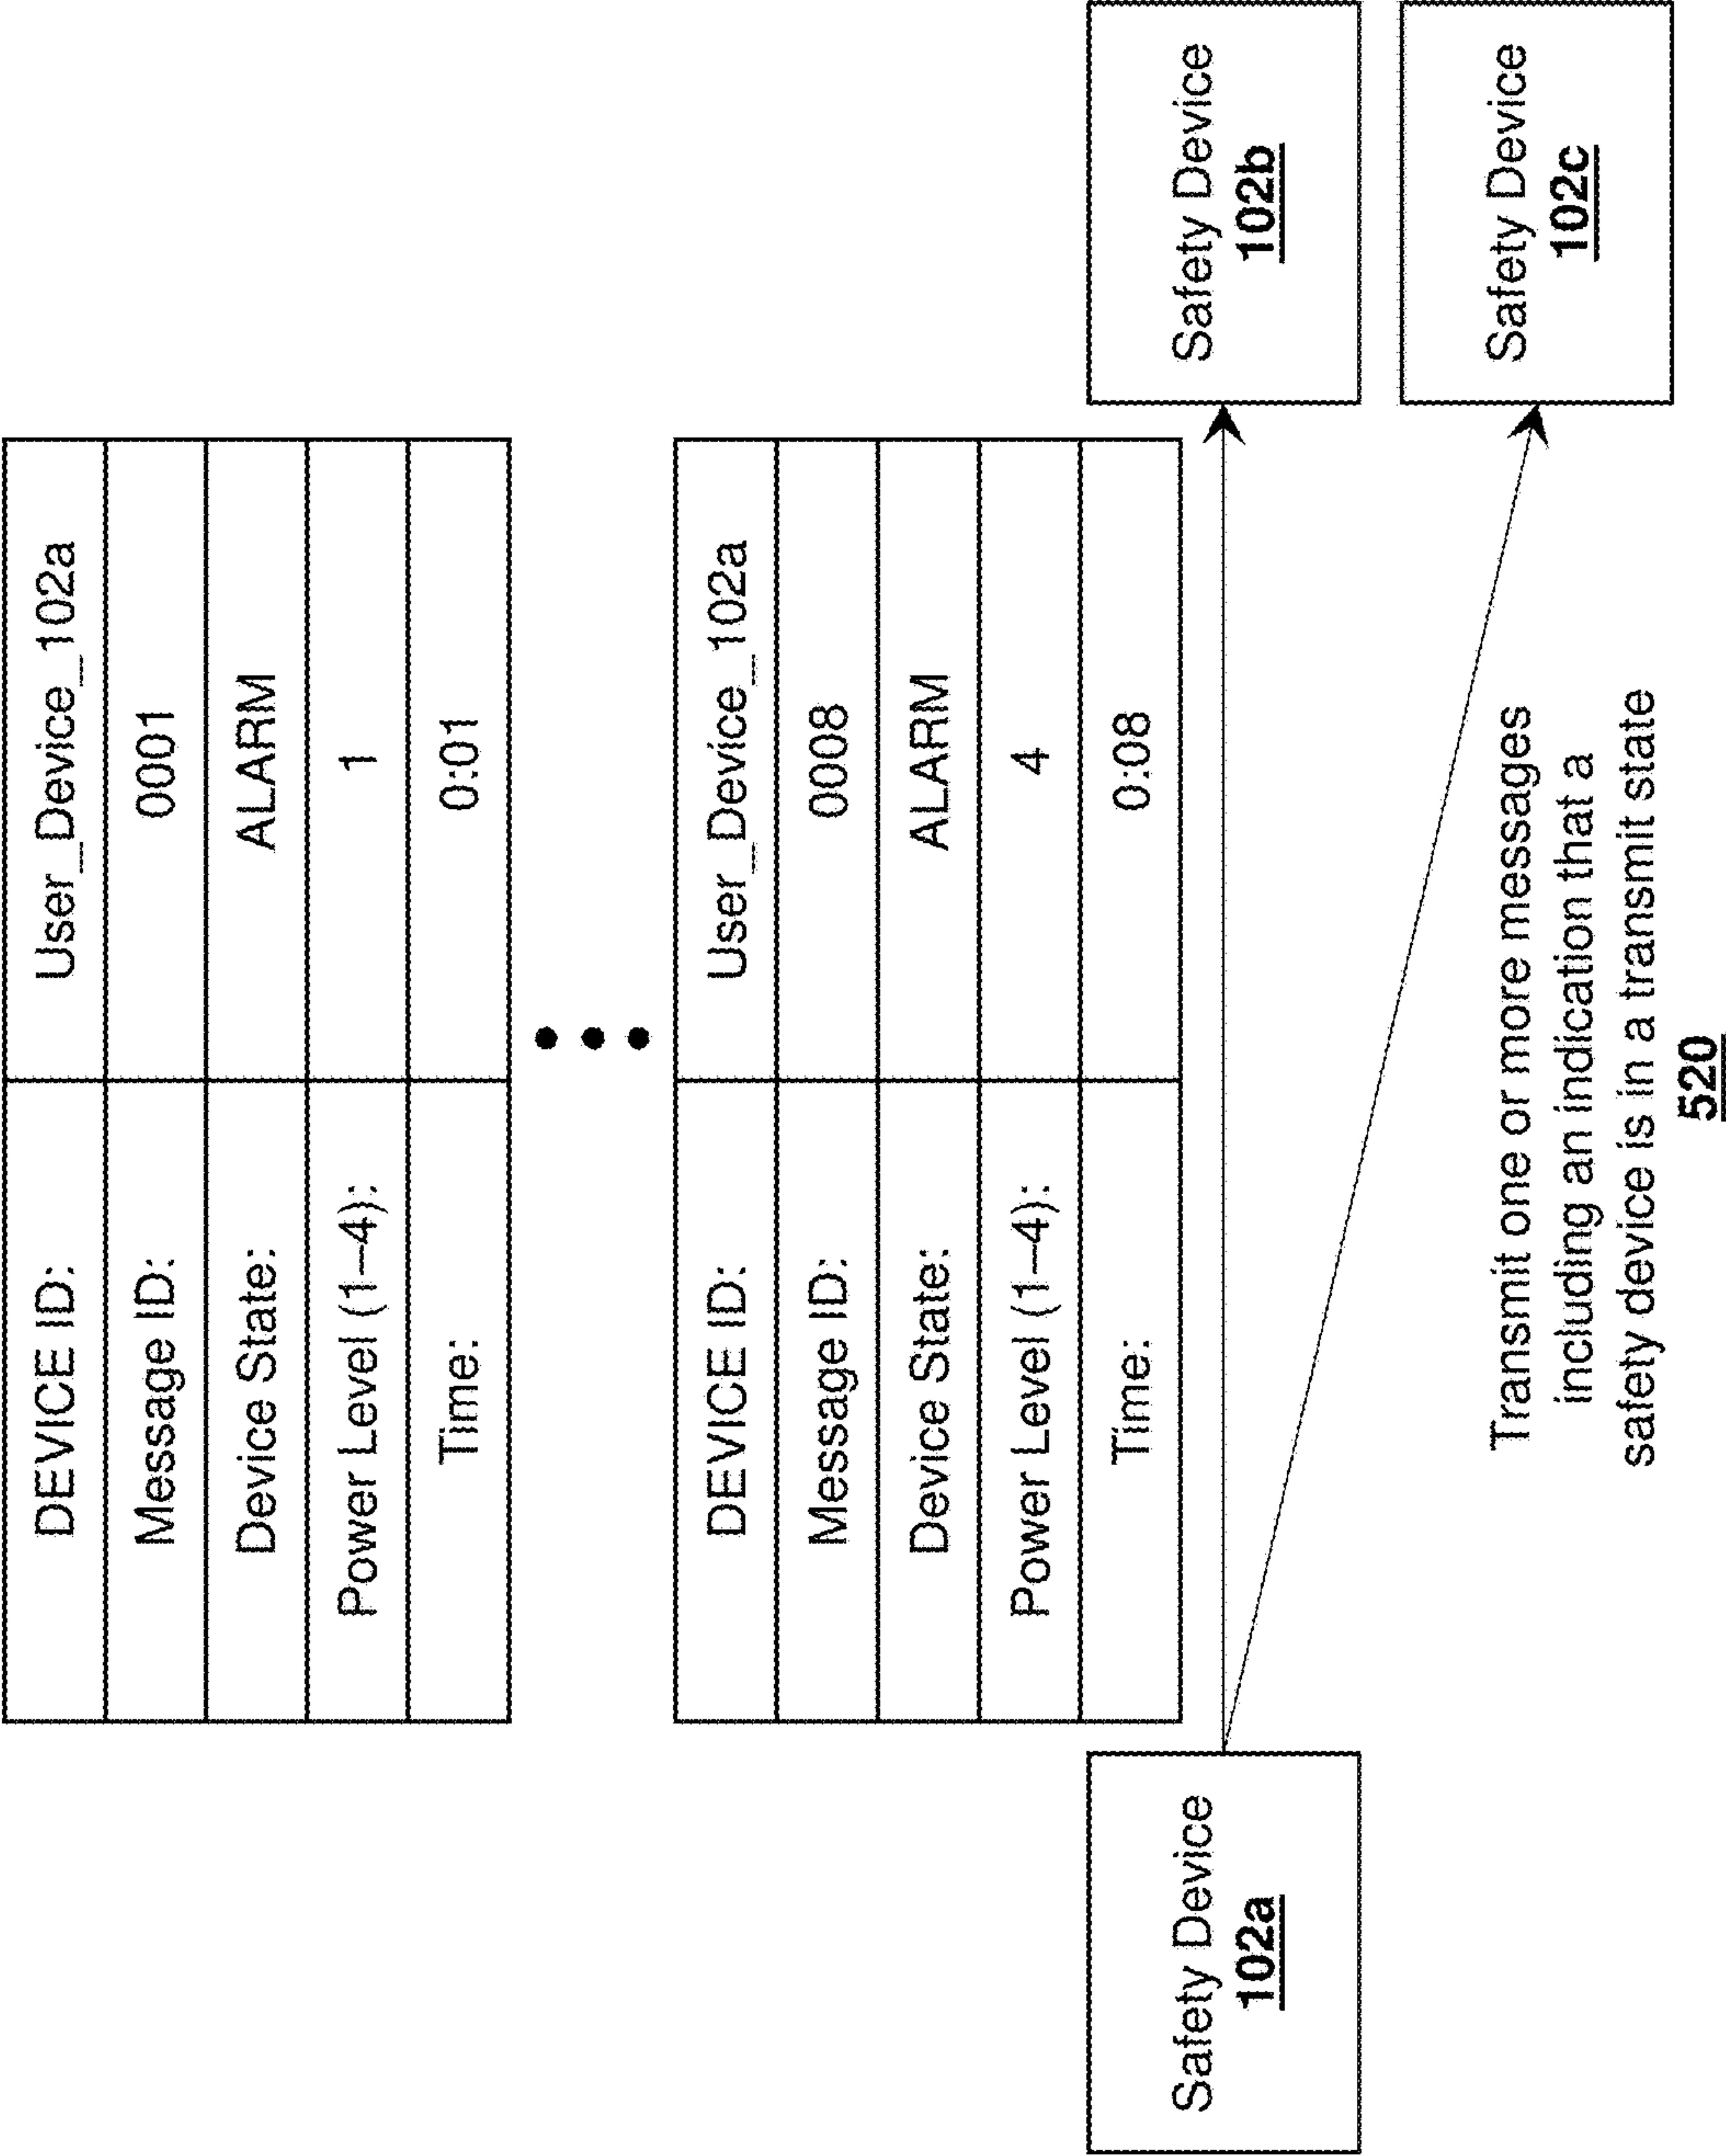 DEVICE ID: User_Device_102a
Message ID: 0001
Device State: ALARM
Power Level (1–4): 1
Time: 0:01
DEVICE ID: User_Device_102a
Message ID: 0008
Device State: ALARM
Power Level (1–4): 4
Time: 0:08
Safety Device
102a
Safety Device
102b
Safety Device
102c
Transmit one or more messages
including an indication that a
safety device is in a transmit state
520